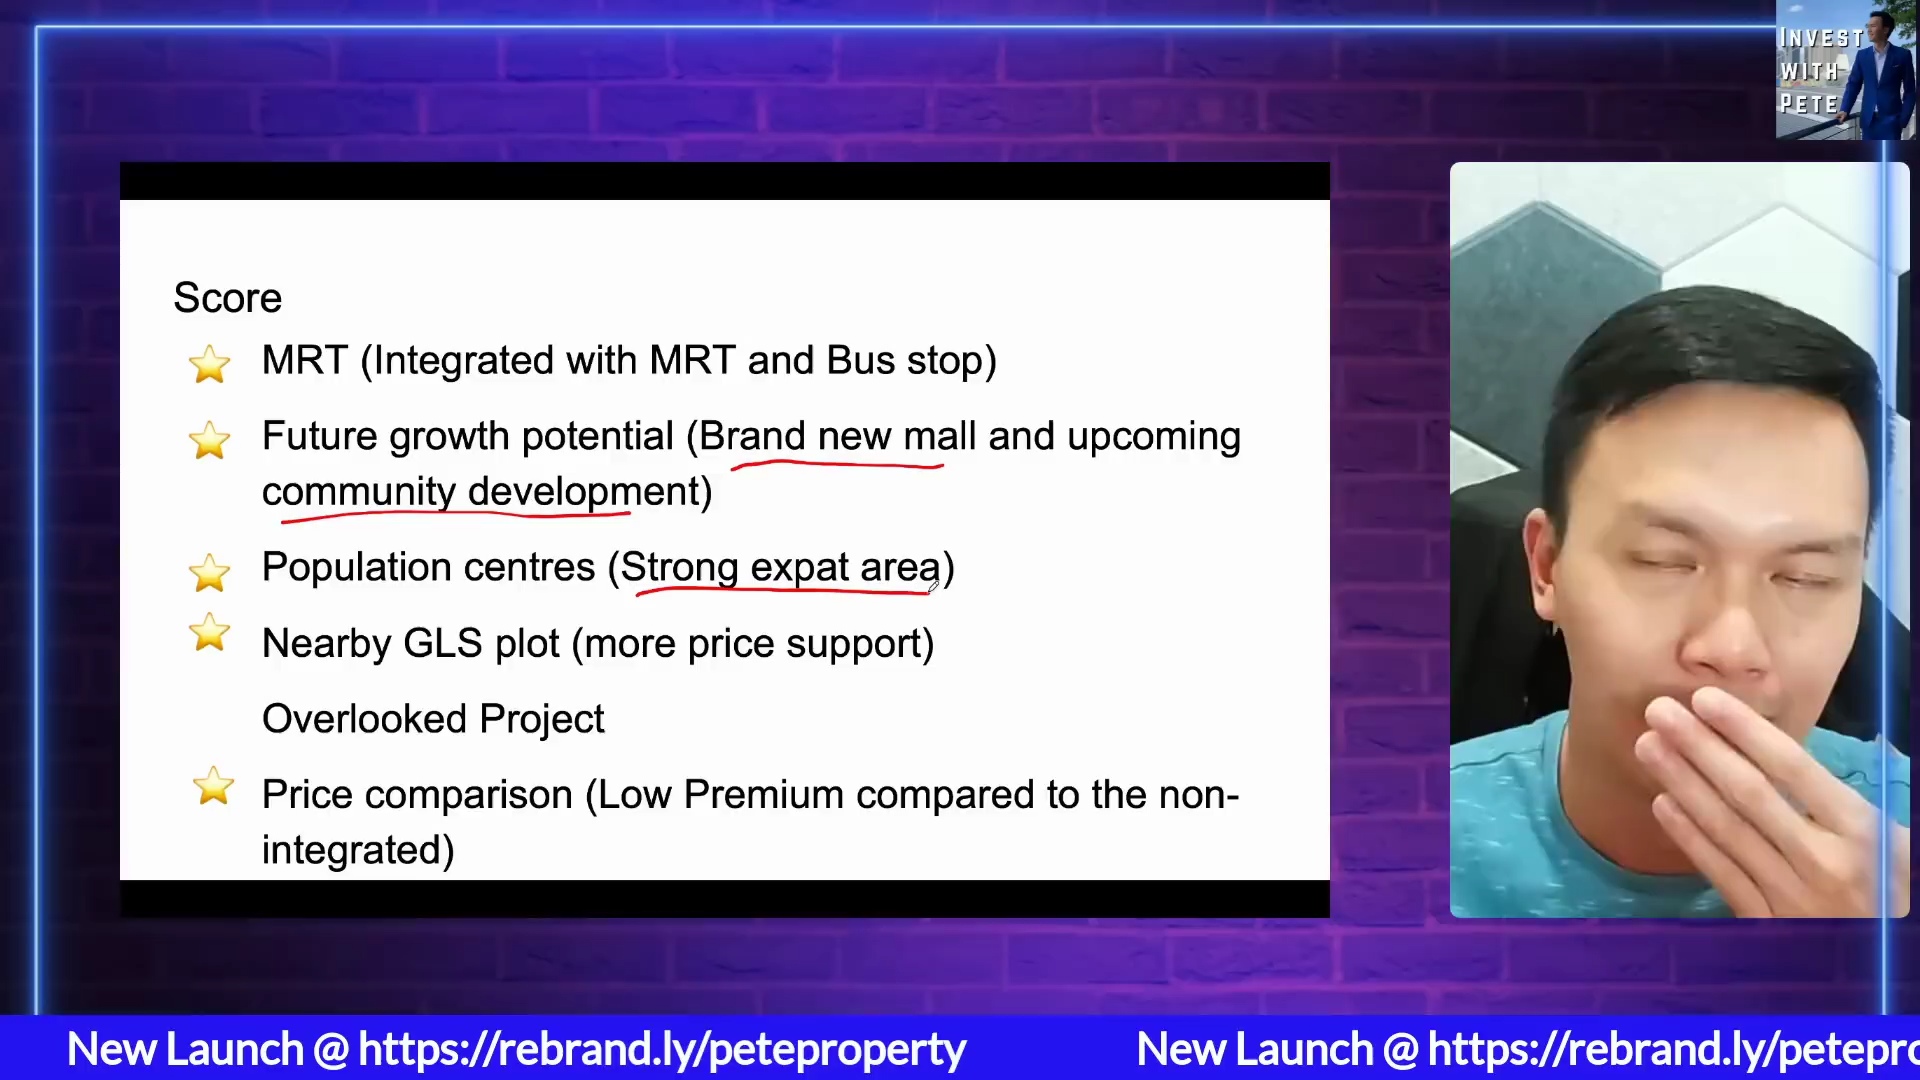 INVEST
WITH
PETE
Score
MRT (Integrated with MRT and Bus stop)
Future growth potential (Brand new mall and upcoming
community development)
Population centres (Strong expat area)
Nearby GLS plot (more price support)
Overlooked Project
Price comparison (Low Premium compared to the non-
integrated)
New Launch @ https://rebrand.ly/peteproperty
New Launch @ https://rebrand.ly/petepro